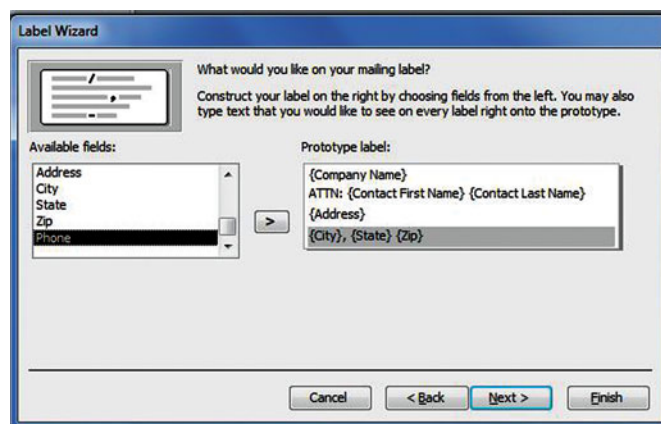 Label Wizard
What would you like on your mailing label?
Construct your label on the right by choosing fields from the left. You may also
type text that you would like to see on every label right onto the prototype.
Available fields:
Address
City
State
Zip
Phone
>
Prototype label:
{Company Name}
ATTN: {Contact First Name} {Contact Last Name}
{Address}
{City}, {State} {Zip}
Cancel
< Back
Next >
Finish